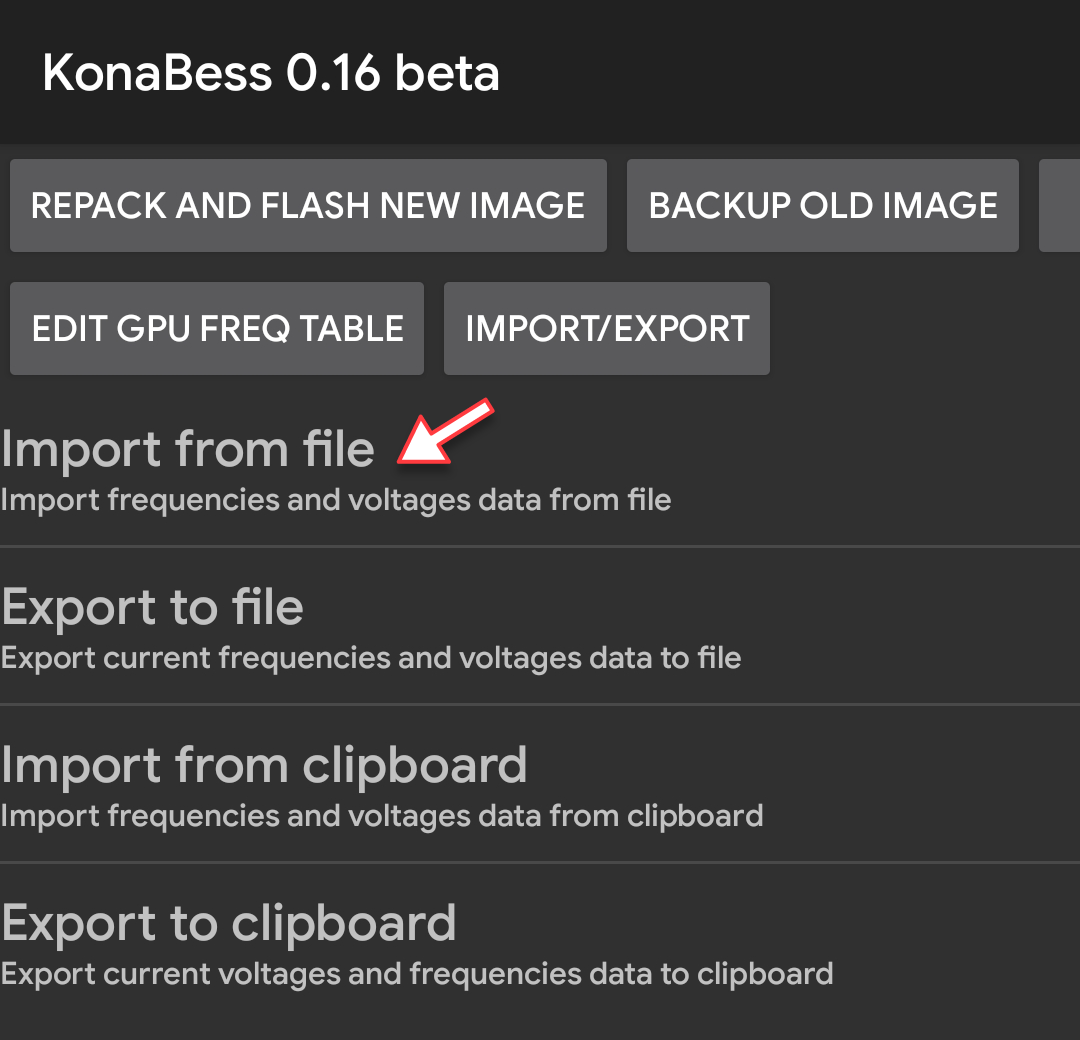 KonaBess 0.16 beta
REPACK AND FLASH NEW IMAGE
BACKUP OLD IMAGE
EDIT GPU FREQ TABLE
IMPORT/EXPORT
Import from file
Import frequencies and voltages data from file
Export to file
Export current frequencies and voltages data to file
Import from clipboard
Import frequencies and voltages data from clipboard
Export to clipboard
Export current voltages and frequencies data to clipboard